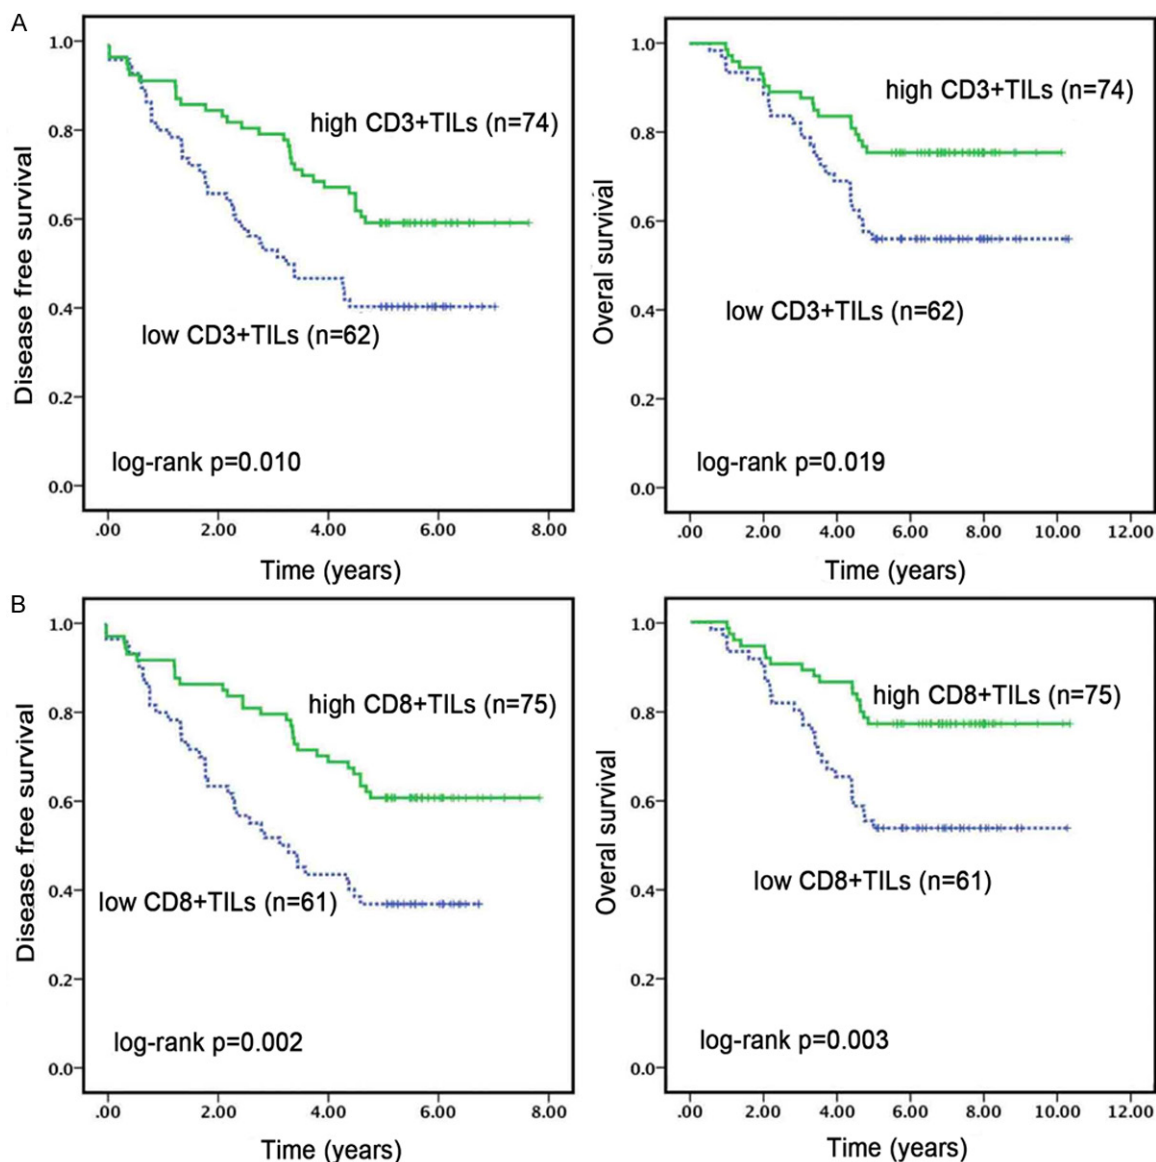 A
1.0
0.8
0.6
0.4
0.2
0.0
Disease free survival
high CD3+TILs (n=74)
low CD3+TILs (n=62)
log-rank p=0.010
.00 2.00 4.00 6.00 8.00
Time (years)
1.0
0.8
0.6
0.4
0.2
0.0
Overal survival
high CD3+TILs (n=74)
low CD3+TILs (n=62)
log-rank p=0.019
.00 2.00 4.00 6.00 8.00 10.00 12.00
Time (years)
B
1.0
0.8
0.6
0.4
0.2
0.0
Disease free survival
high CD8+TILs (n=75)
low CD8+TILs (n=61)
log-rank p=0.002
.00 2.00 4.00 6.00 8.00
Time (years)
1.0
0.8
0.6
0.4
0.2
0.0
Overal survival
high CD8+TILs (n=75)
low CD8+TILs (n=61)
log-rank p=0.003
.00 2.00 4.00 6.00 8.00 10.00 12.00
Time (years)